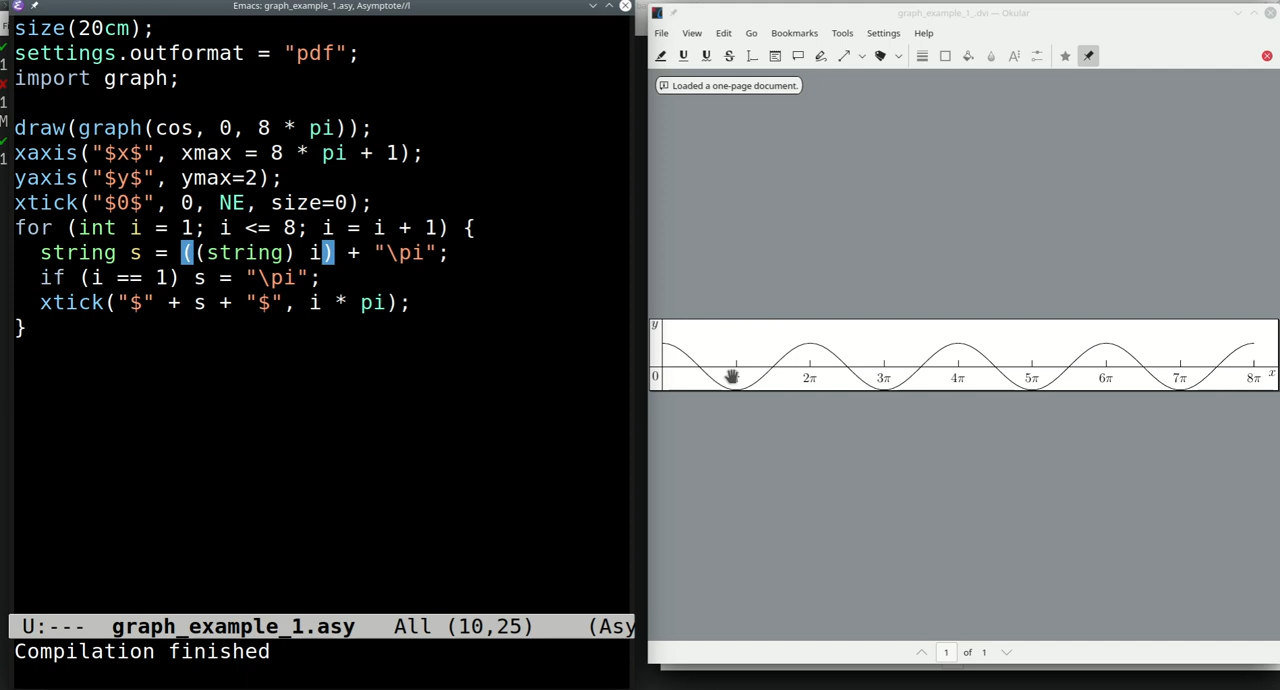 Emacs: graph_example_1.asy, Asymptote//l
size(20cm);
settings.outformat = "pdf";
import graph;
draw(graph(cos, 0, 8 * pi));
xaxis("$x$", xmax = 8 * pi + 1);
yaxis("$y$", ymax=2);
xtick("$0$", 0, NE, size=0);
for (int i = 1; i <= 8; i = i + 1) {
  string s = ((string) i) + "\pi";
  if (i == 1) s = "\pi";
  xtick("$" + s + "$", i * pi);
}
U:--- graph_example_1.asy All (10,25) (Asy
Compilation finished
graph_example_1_.dvi — Okular
File View Edit Go Bookmarks Tools Settings Help
Loaded a one-page document.
y
0 2π 3π 4π 5π 6π 7π 8π x
1 of 1